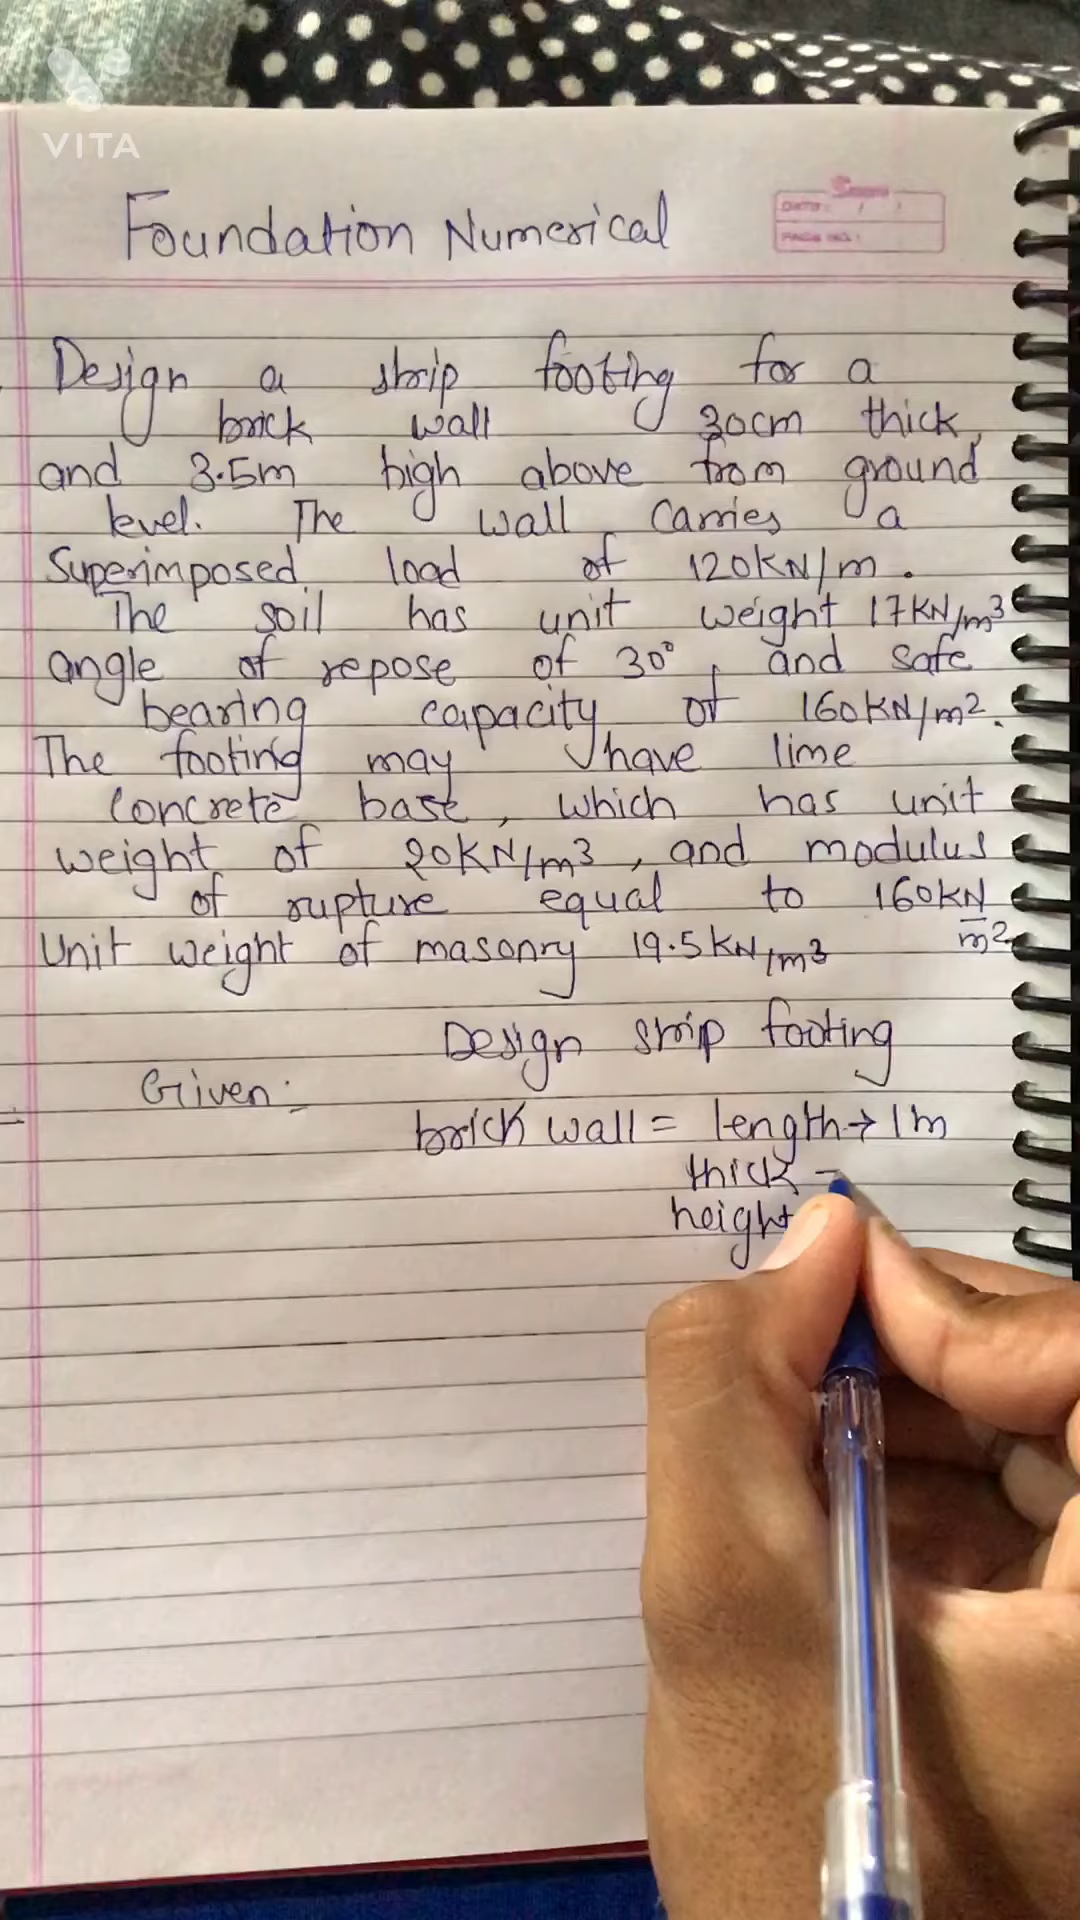 VITA
Foundation Numerical
DATE: / /
PAGE NO.:
Design a strip footing for a
brick wall 30cm thick,
and 3.5m high above from ground
level. The wall carries a
Superimposed load of 120KN/m.
The soil has unit weight 17KN/m3
angle of repose of 30°, and safe
bearing capacity of 160KN/m2.
The footing may have lime
concrete base, which has unit
weight of 20KN/m3, and modulus
of rupture equal to 160KN/m2
Unit weight of masonry 19.5KN/m3
Design strip footing
Given:
brick wall = length → 1m
thick -
height